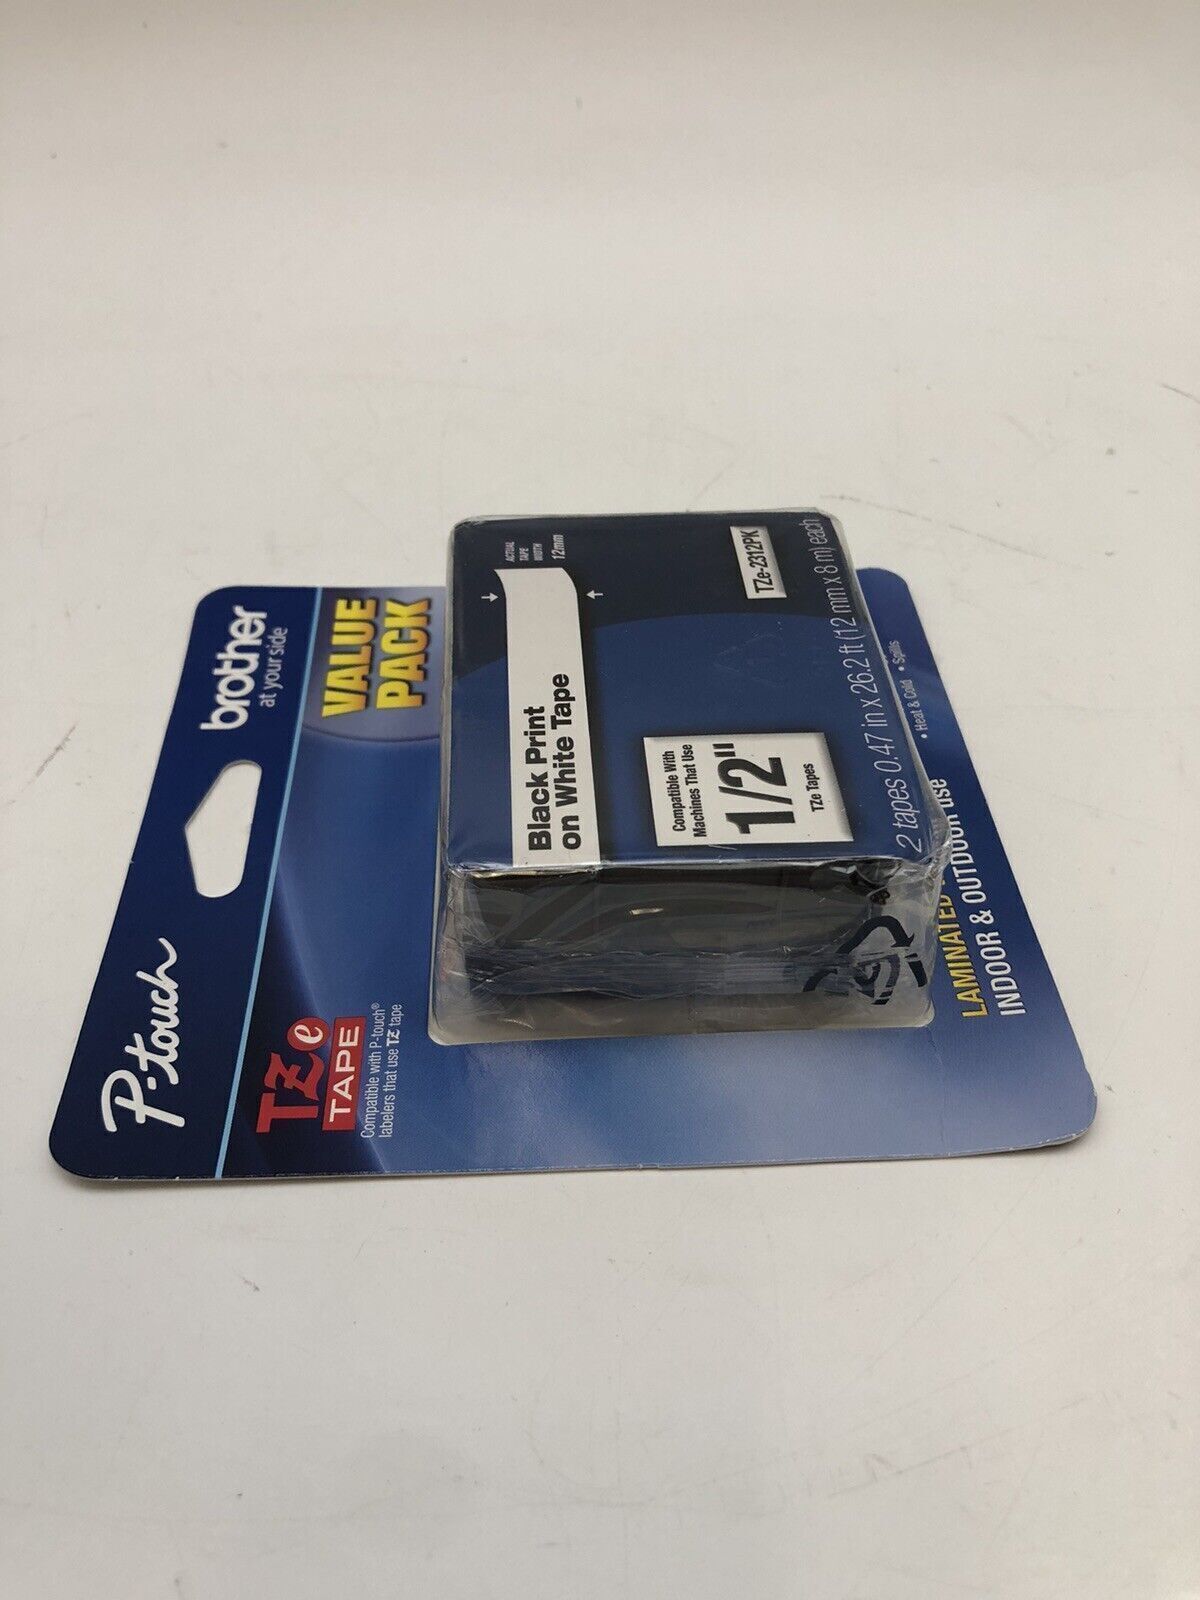 P-touch
brother
at your side
TZe
TAPE
Compatible with P-touch®
labelers that use TZ tape
VALUE
PACK
ACTUAL
TAPE
WIDTH
12mm
Black Print
on White Tape
Compatible With
Machines That Use
1/2"
TZe Tapes
TZe-2312PK
2 tapes 0.47 in x 26.2 ft (12 mm x 8 m) each
• Heat & Cold • Spills
LAMINATED
INDOOR & OUTDOOR use